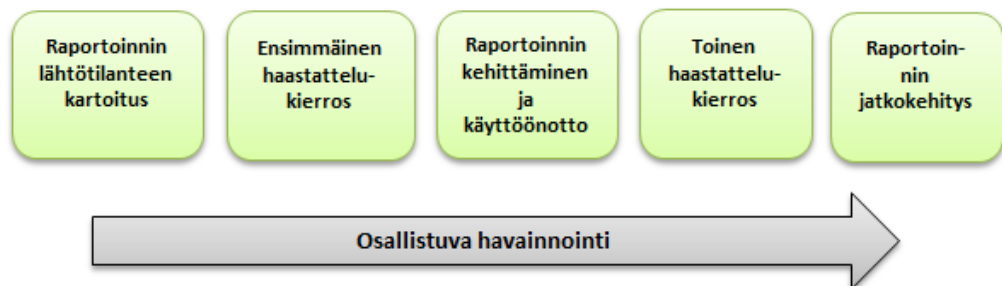 Raportoinnin
lähtötilanteen
kartoitus
Ensimmäinen
haastattelu-
kierros
Raportoinnin
kehittäminen
ja
käyttöönotto
Toinen
haastattelu-
kierros
Raportoin-
nin
jatkokehitys
Osallistuva havainnointi